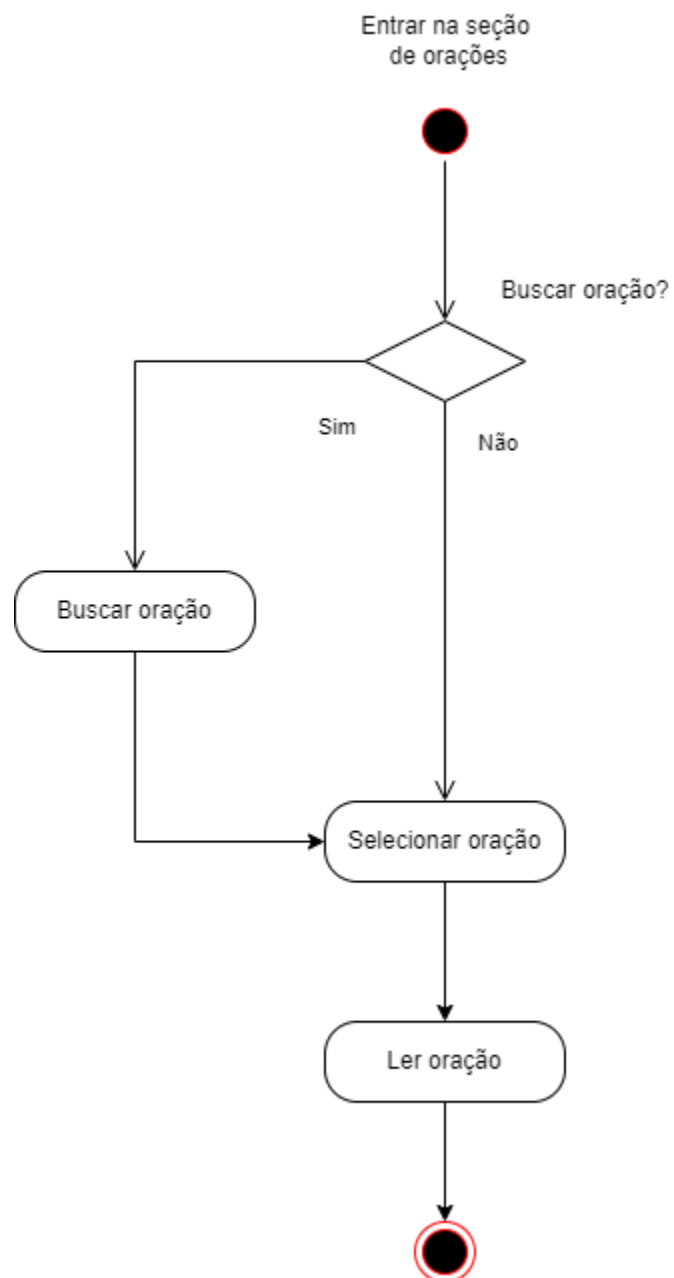 Entrar na seção
de orações
Buscar oração?
Sim
Não
Buscar oração
Selecionar oração
Ler oração